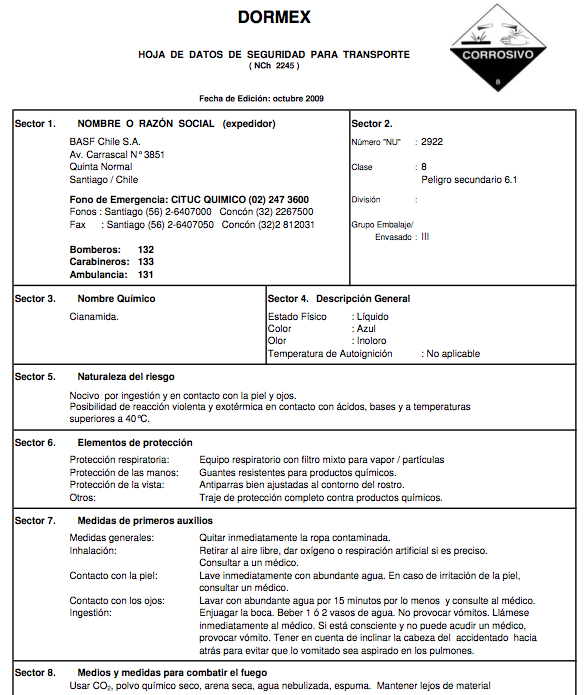 DORMEX
HOJA DE DATOS DE SEGURIDAD PARA TRANSPORTE
( NCh 2245 )
CORROSIVO
8
Fecha de Edición: octubre 2009
Sector 1. NOMBRE O RAZÓN SOCIAL (expedidor)
BASF Chile S.A.
Av. Carrascal N° 3851
Quinta Normal
Santiago / Chile
Fono de Emergencia: CITUC QUIMICO (02) 247 3600
Fonos : Santiago (56) 2-6407000 Concón (32) 2267500
Fax : Santiago (56) 2-6407050 Concón (32)2 812031
Bomberos: 132
Carabineros: 133
Ambulancia: 131
Sector 2.
Número "NU" : 2922
Clase : 8
Peligro secundario 6.1
División :
Grupo Embalaje/
Envasado : III
Sector 3. Nombre Químico
Cianamida.
Sector 4. Descripción General
Estado Físico : Líquido
Color : Azul
Olor : Inoloro
Temperatura de Autoignición : No aplicable
Sector 5. Naturaleza del riesgo
Nocivo por ingestión y en contacto con la piel y ojos.
Posibilidad de reacción violenta y exotérmica en contacto con ácidos, bases y a temperaturas
superiores a 40°C.
Sector 6. Elementos de protección
Protección respiratoria: Equipo respiratorio con filtro mixto para vapor / partículas
Protección de las manos: Guantes resistentes para productos químicos.
Protección de la vista: Antiparras bien ajustadas al contorno del rostro.
Otros: Traje de protección completo contra productos químicos.
Sector 7. Medidas de primeros auxilios
Medidas generales: Quitar inmediatamente la ropa contaminada.
Inhalación: Retirar al aire libre, dar oxígeno o respiración artificial si es preciso.
Consultar a un médico.
Contacto con la piel: Lave inmediatamente con abundante agua. En caso de irritación de la piel,
consultar un médico.
Contacto con los ojos: Lavar con abundante agua por 15 minutos por lo menos y consulte al médico.
Ingestión: Enjuagar la boca. Beber 1 ó 2 vasos de agua. No provocar vómitos. Llámese
inmediatamente al médico. Si está consciente y no puede acudir un médico,
provocar vómito. Tener en cuenta de inclinar la cabeza del accidentado hacia
atrás para evitar que lo vomitado sea aspirado en los pulmones.
Sector 8. Medios y medidas para combatir el fuego
Usar CO₂, polvo químico seco, arena seca, agua nebulizada, espuma. Mantener lejos de material